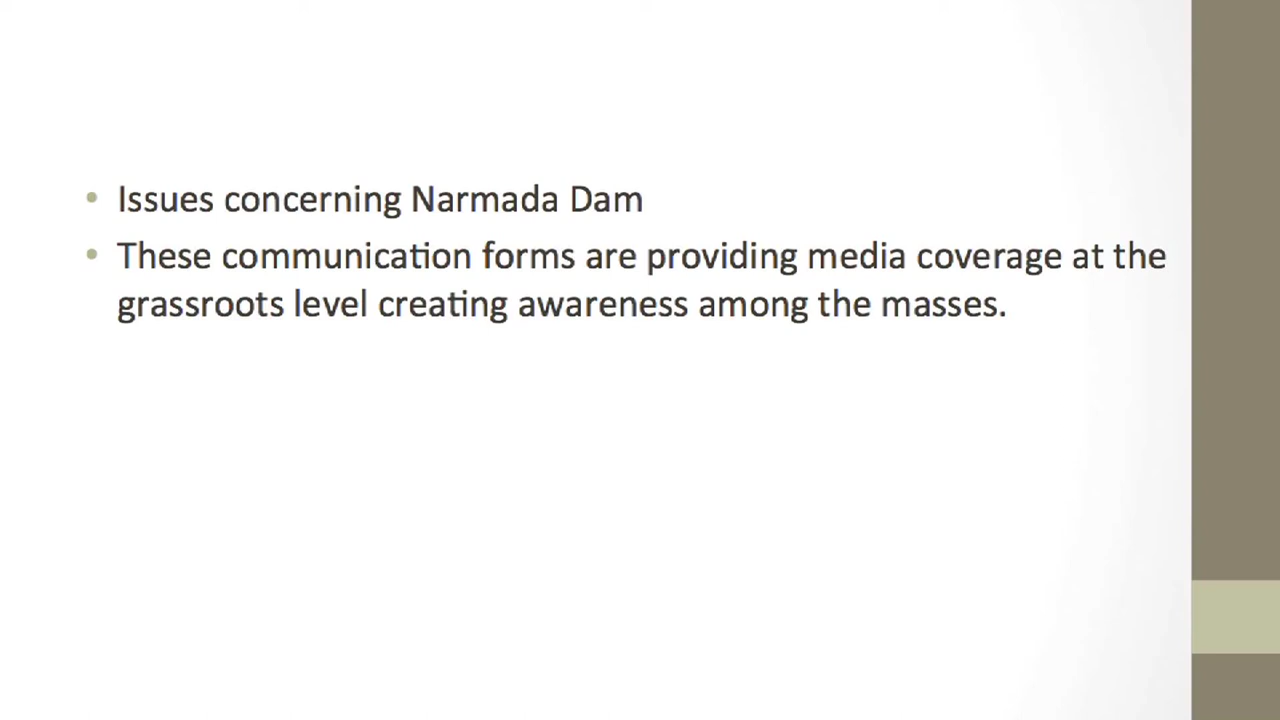 • Issues concerning Narmada Dam
• These communication forms are providing media coverage at the
grassroots level creating awareness among the masses.